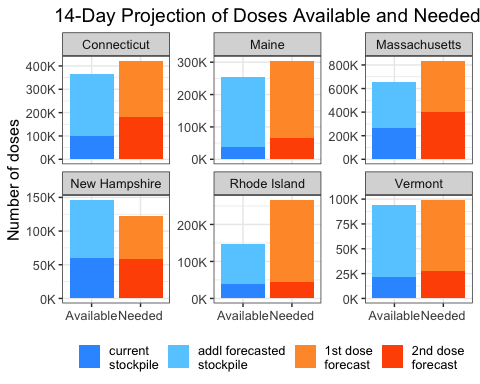 14-Day Projection of Doses Available and Needed
Connecticut
Maine
Massachusetts
400K
300K
200K
100K
0K
300K
200K
100K
0K
800K
600K
400K
200K
0K
Number of doses
New Hampshire
Rhode Island
Vermont
150K
100K
50K
0K
200K
100K
0K
100K
75K
50K
25K
0K
Available Needed
Available Needed
Available Needed
current
stockpile
addl forecasted
stockpile
1st dose
forecast
2nd dose
forecast